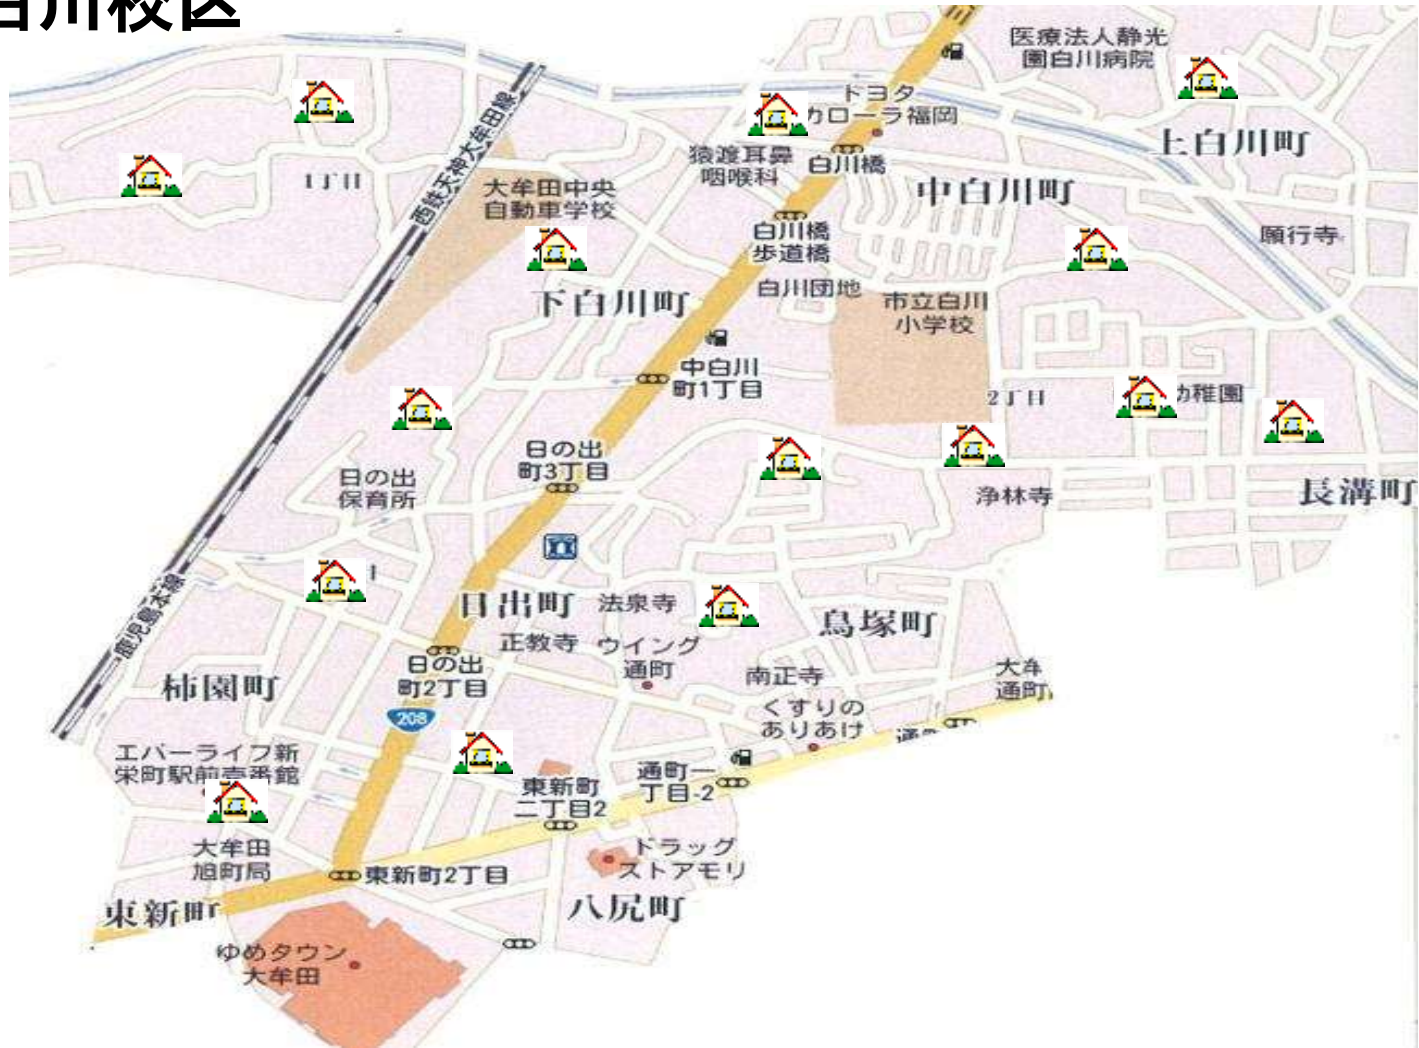 白川校区
医療法人静光
園白川病院
トヨタ
カローラ福岡
上白川町
猿渡耳鼻
咽喉科
白川橋
中白川町
1丁目
西鉄天神大牟田線
大牟田中央
自動車学校
白川橋
歩道橋
願行寺
下白川町
白川団地
市立白川
小学校
中白川
町1丁目
2丁目
幼稚園
日の出
町3丁目
日の出
保育所
浄林寺
長溝町
鹿児島本線
日出町
法泉寺
鳥塚町
正教寺
ウイング
通町
日の出
町2丁目
南正寺
大牟
通町
柿園町
208
くすりの
ありあけ
エバーライフ新
栄町駅前壱番館
東新町
二丁目2
通町一
丁目-2
大牟田
旭町局
ドラッグ
ストアモリ
東新町2丁目
東新町
八尻町
ゆめタウン
大牟田